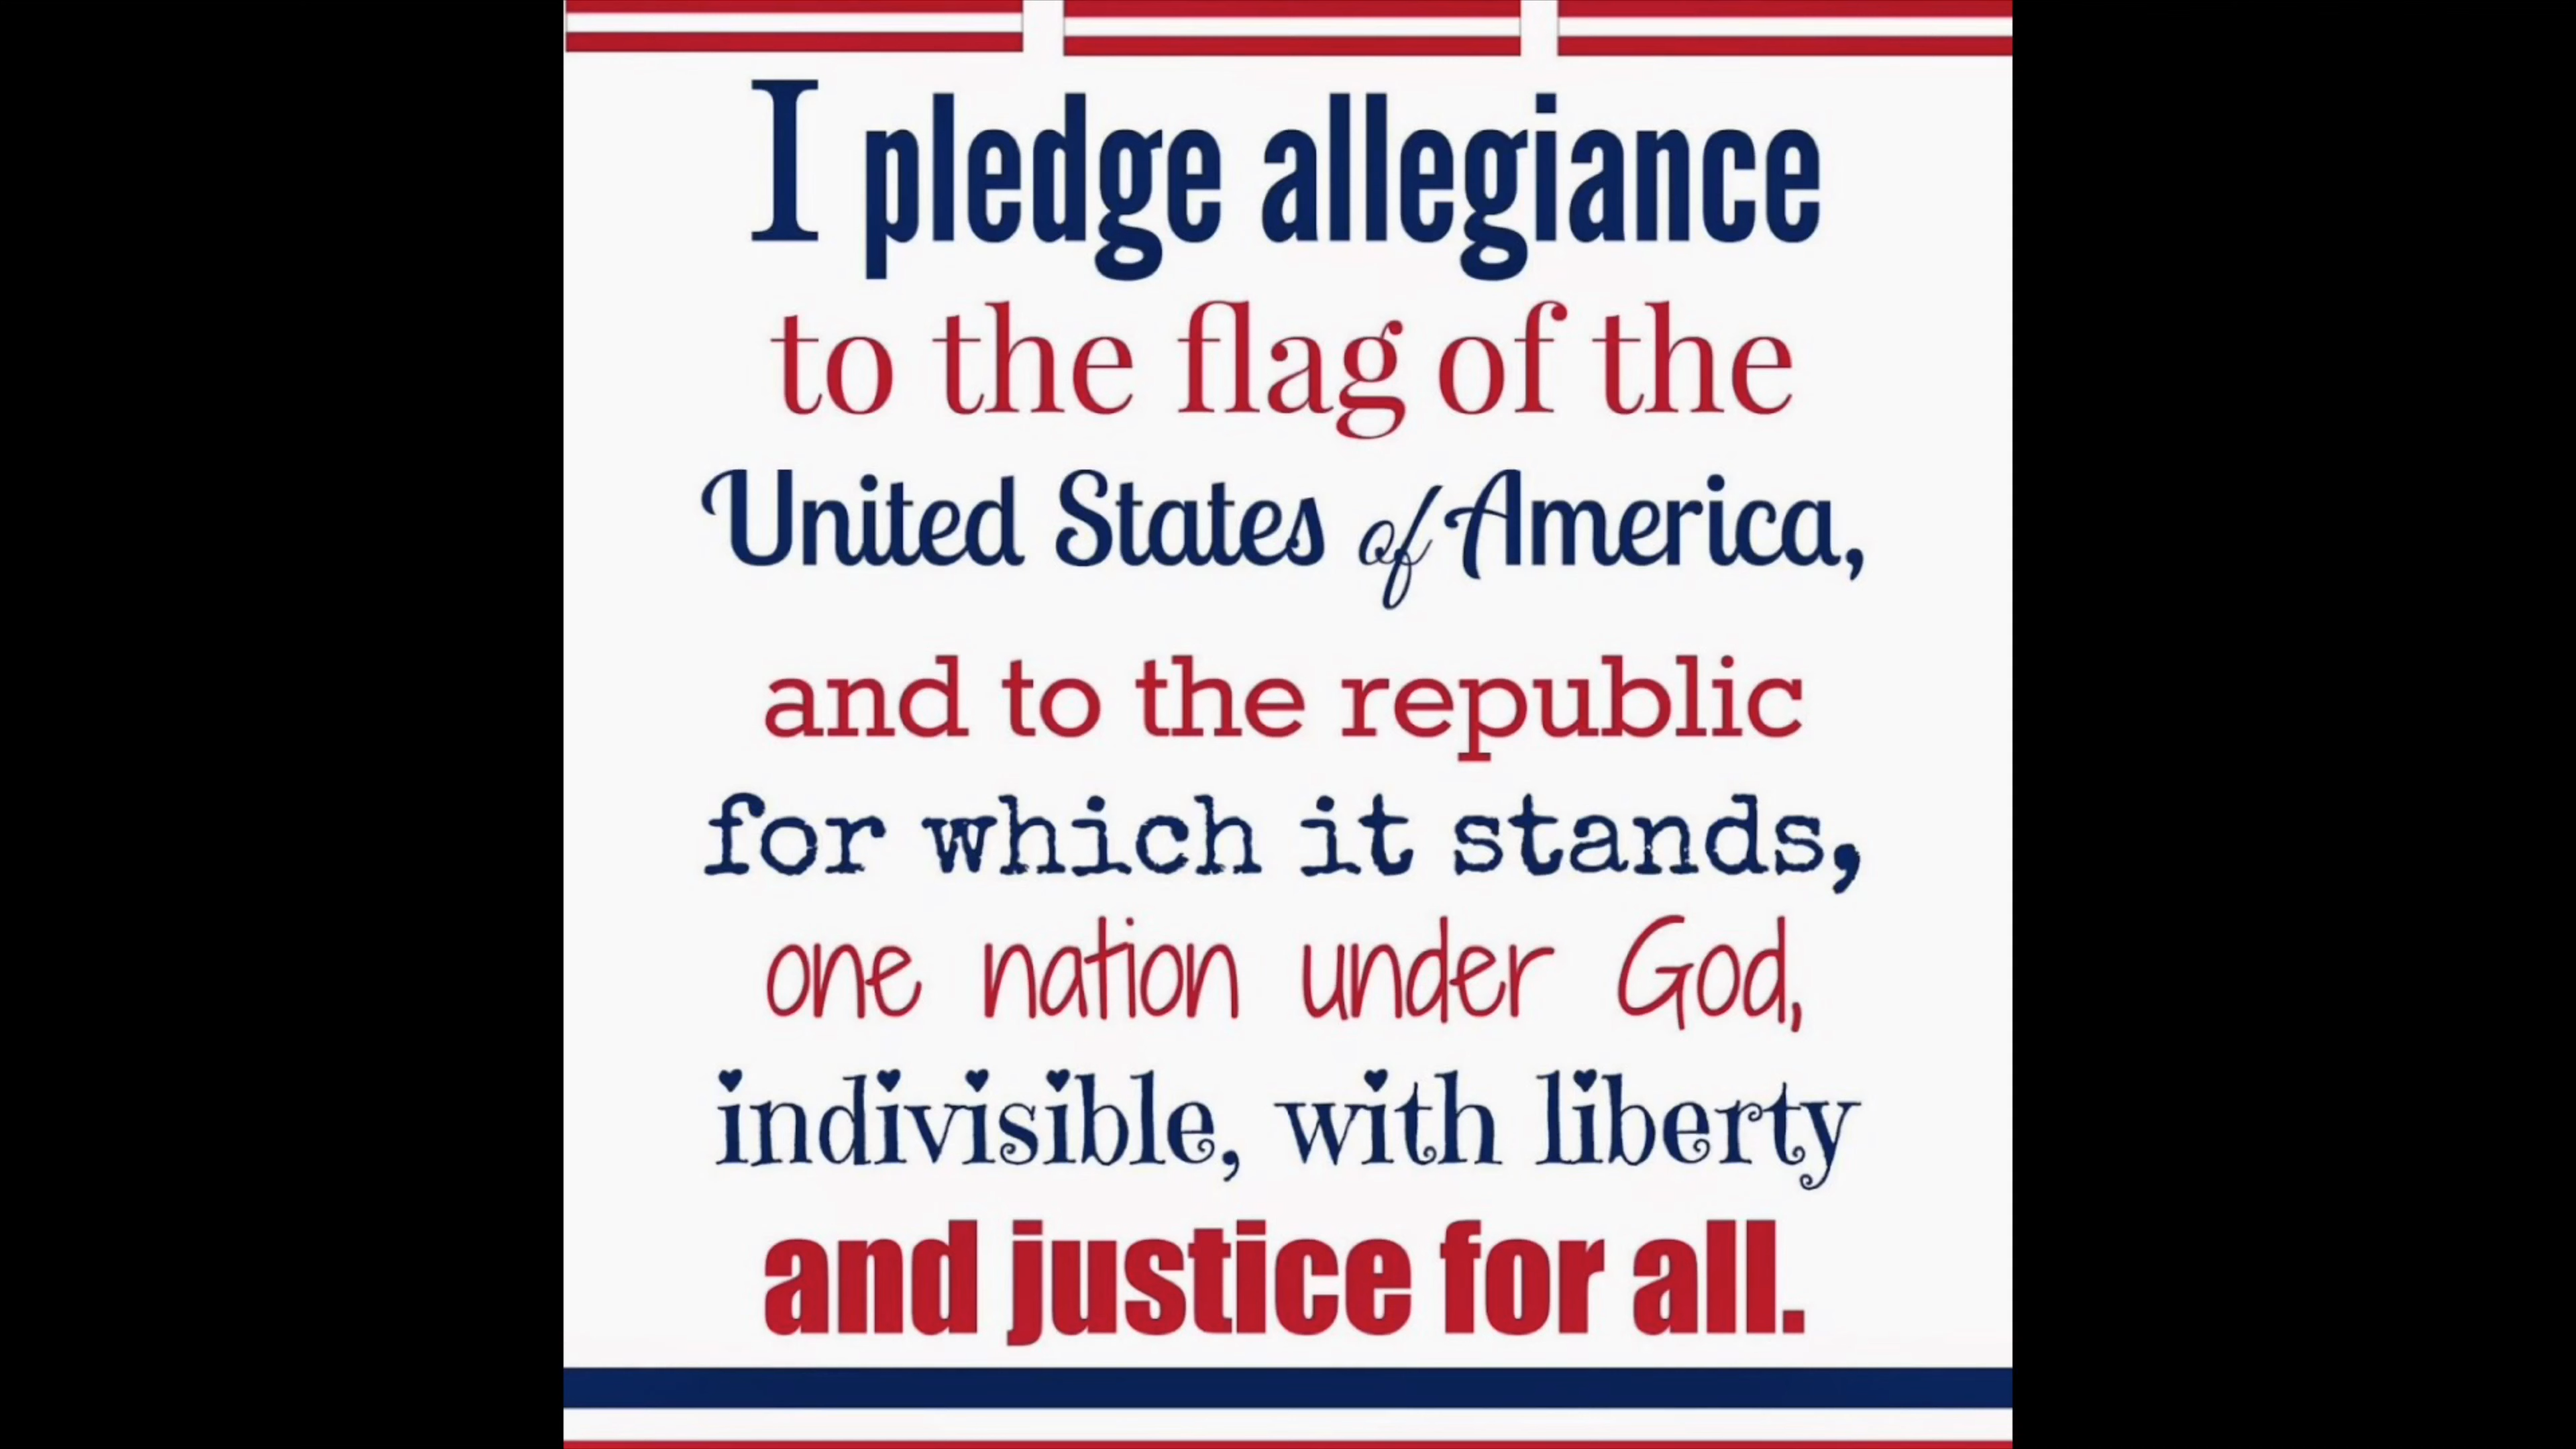 I pledge allegiance
to the flag of the
United States of America,
and to the republic
for which it stands,
one nation under God,
indivisible, with liberty
and justice for all.